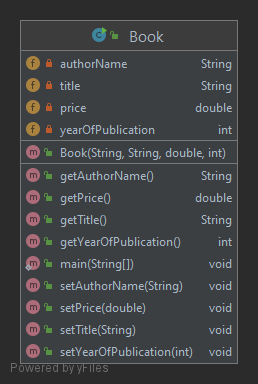 Book
authorName String
title String
price double
yearOfPublication int
Book(String, String, double, int)
getAuthorName() String
getPrice() double
getTitle() String
getYearOfPublication() int
main(String[]) void
setAuthorName(String) void
setPrice(double) void
setTitle(String) void
setYearOfPublication(int) void
Powered by yFiles